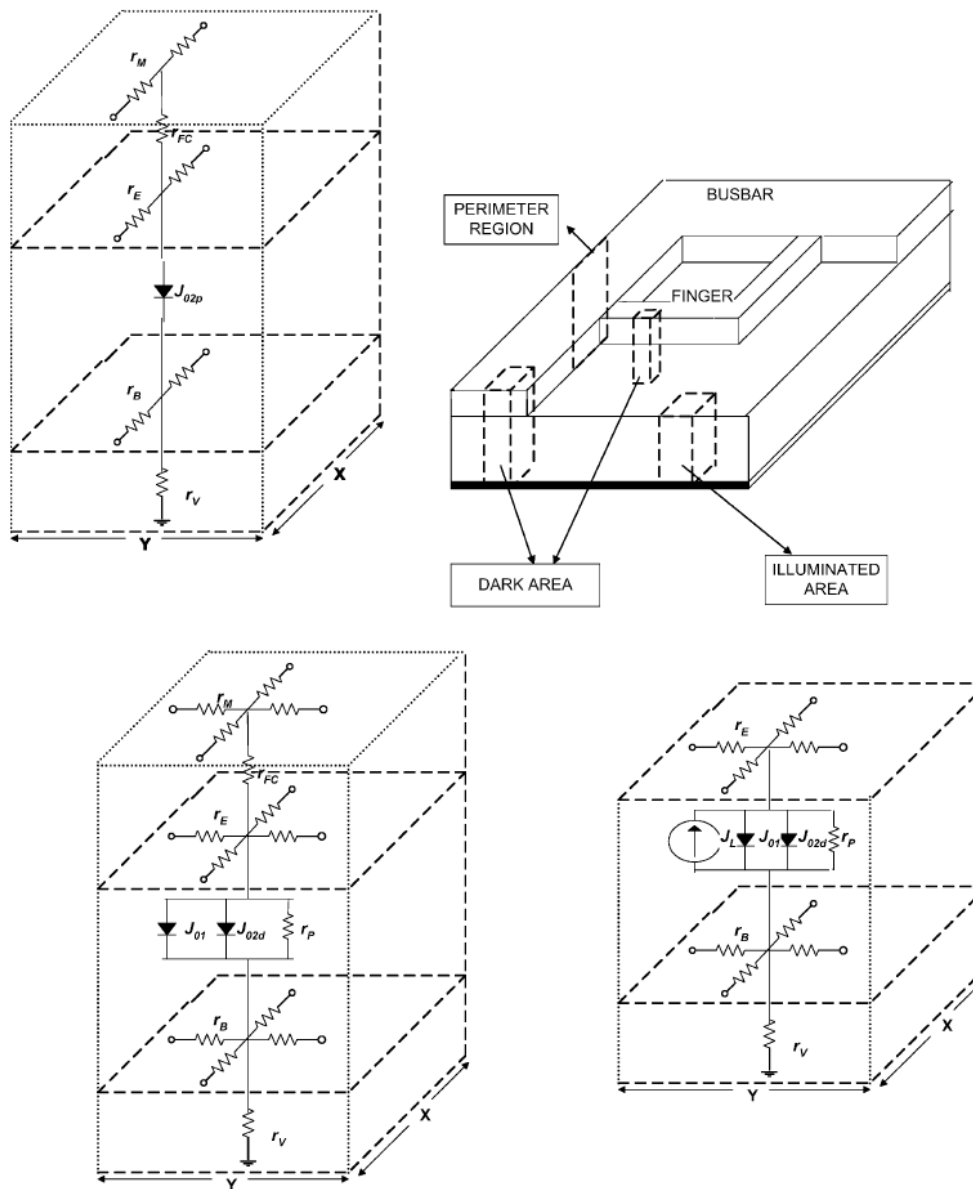 r_M
r_FC
r_E
J_02p
r_B
r_V
X
Y
BUSBAR
PERIMETER
REGION
FINGER
DARK AREA
ILLUMINATED
AREA
r_M
r_FC
r_E
J_01 J_02d r_P
r_B
r_V
X
Y
r_E
J_L J_01 J_02d r_P
r_B
r_V
X
Y